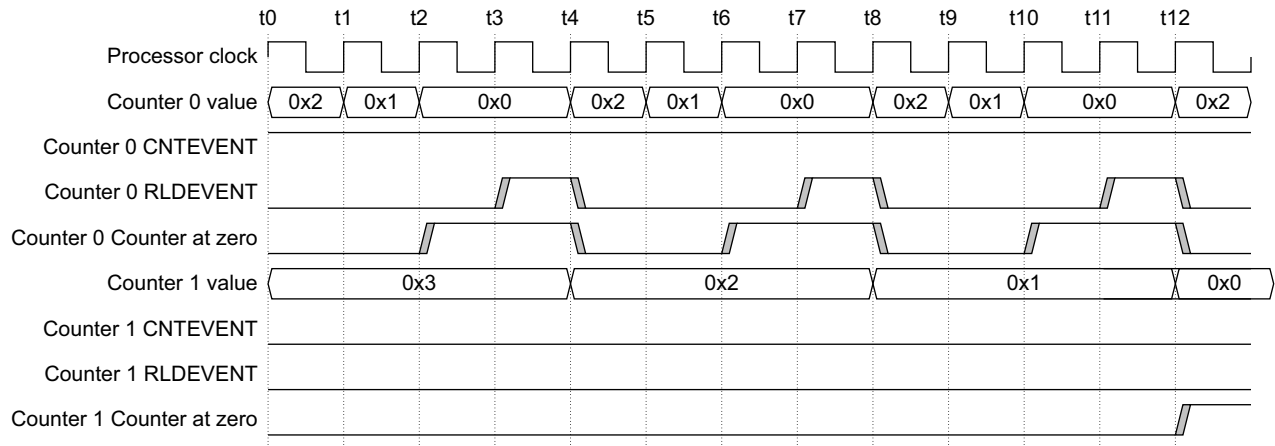 t0 t1 t2 t3 t4 t5 t6 t7 t8 t9 t10 t11 t12
Processor clock
Counter 0 value 0x2 0x1 0x0 0x2 0x1 0x0 0x2 0x1 0x0 0x2
Counter 0 CNTEVENT
Counter 0 RLDEVENT
Counter 0 Counter at zero
Counter 1 value 0x3 0x2 0x1 0x0
Counter 1 CNTEVENT
Counter 1 RLDEVENT
Counter 1 Counter at zero